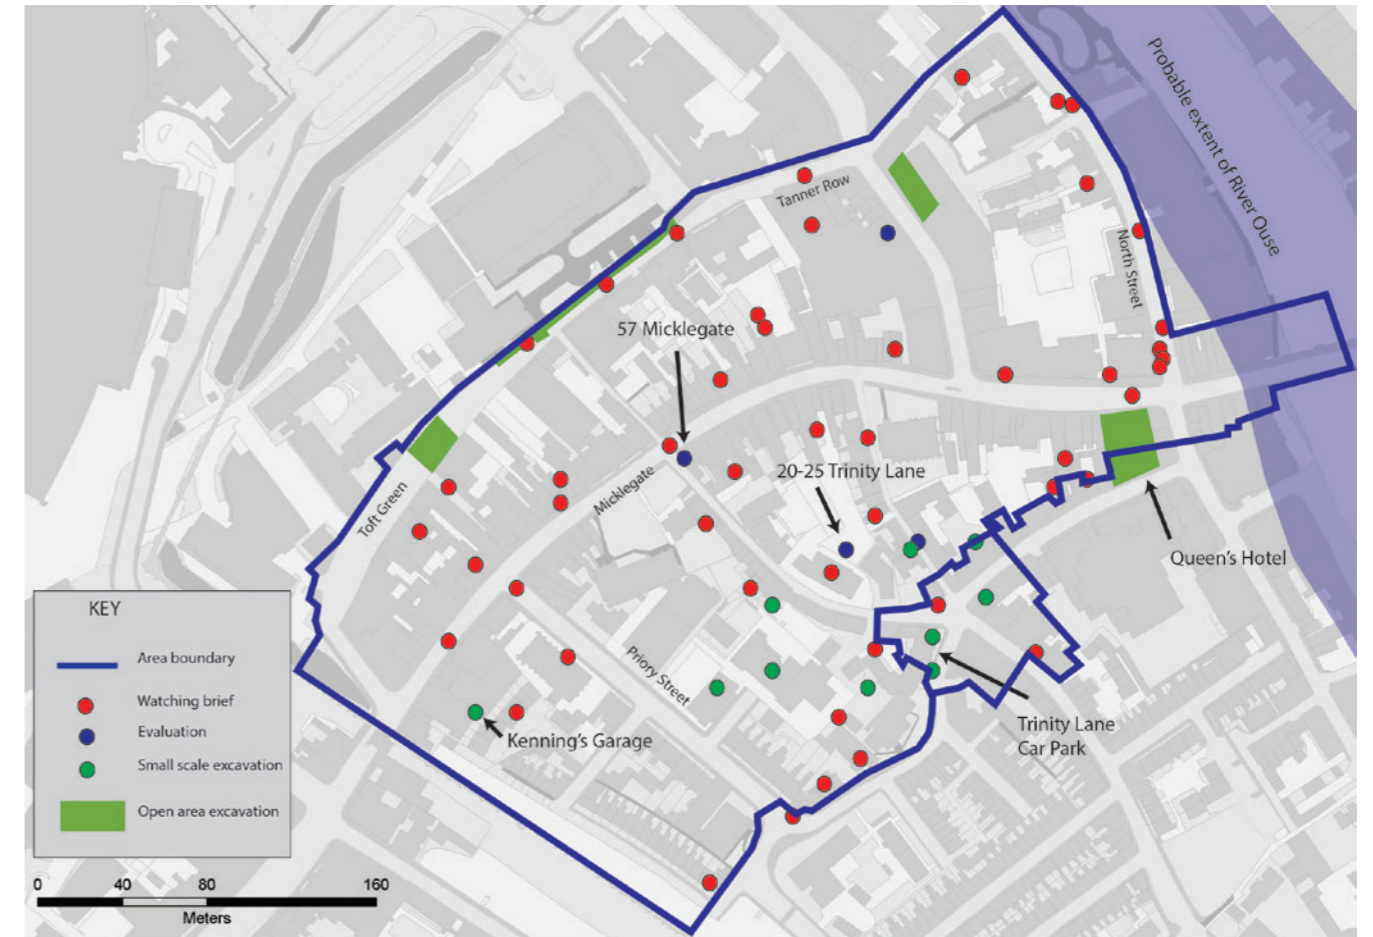 Probable extent of River Ouse
Tanner Row
North Street
57 Micklegate
20-25 Trinity Lane
Micklegate
Toft Green
Queen's Hotel
KEY
Area boundary
Watching brief
Evaluation
Small scale excavation
Open area excavation
Priory Street
Kenning's Garage
Trinity Lane
Car Park
0 40 80 160
Meters